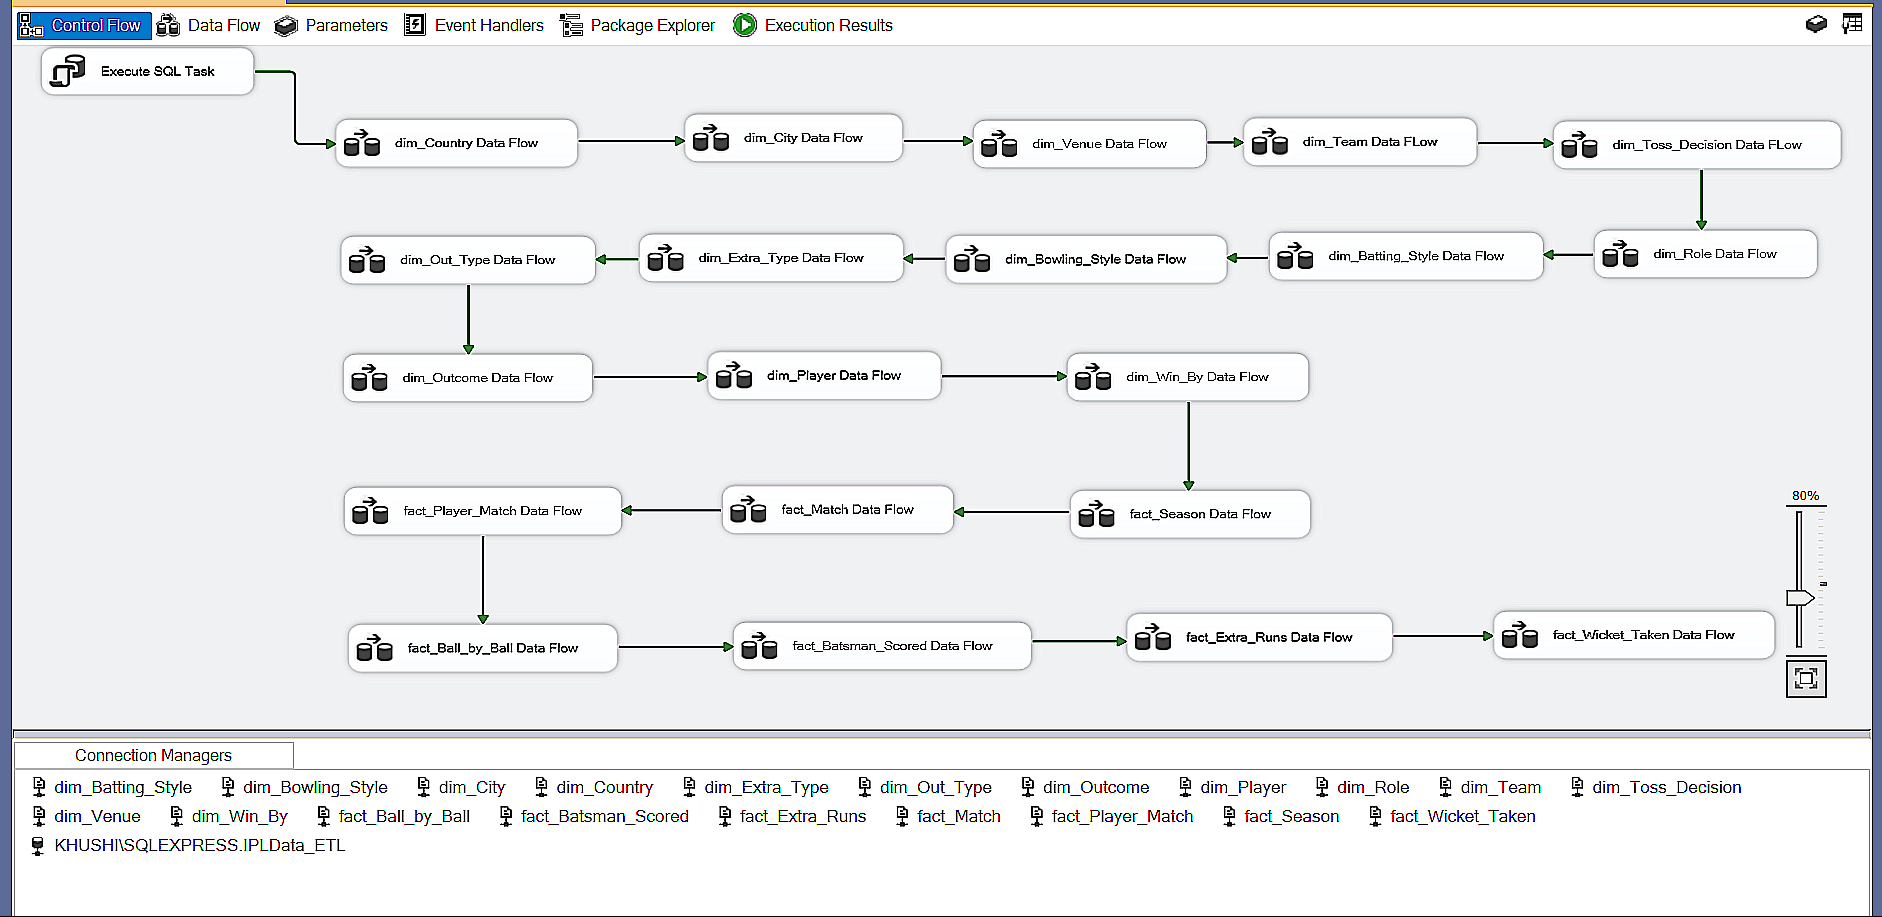 Control Flow Data Flow Parameters Event Handlers Package Explorer Execution Results
Execute SQL Task
dim_Country Data Flow dim_City Data Flow dim_Venue Data Flow dim_Team Data FLow dim_Toss_Decision Data FLow
dim_Out_Type Data Flow dim_Extra_Type Data Flow dim_Bowling_Style Data Flow dim_Batting_Style Data Flow dim_Role Data Flow
dim_Outcome Data Flow dim_Player Data Flow dim_Win_By Data Flow
80%
fact_Player_Match Data Flow fact_Match Data Flow fact_Season Data Flow
fact_Ball_by_Ball Data Flow fact_Batsman_Scored Data Flow fact_Extra_Runs Data Flow fact_Wicket_Taken Data Flow
Connection Managers
dim_Batting_Style dim_Bowling_Style dim_City dim_Country dim_Extra_Type dim_Out_Type dim_Outcome dim_Player dim_Role dim_Team dim_Toss_Decision
dim_Venue dim_Win_By fact_Ball_by_Ball fact_Batsman_Scored fact_Extra_Runs fact_Match fact_Player_Match fact_Season fact_Wicket_Taken
KHUSHI\SQLEXPRESS.IPLData_ETL